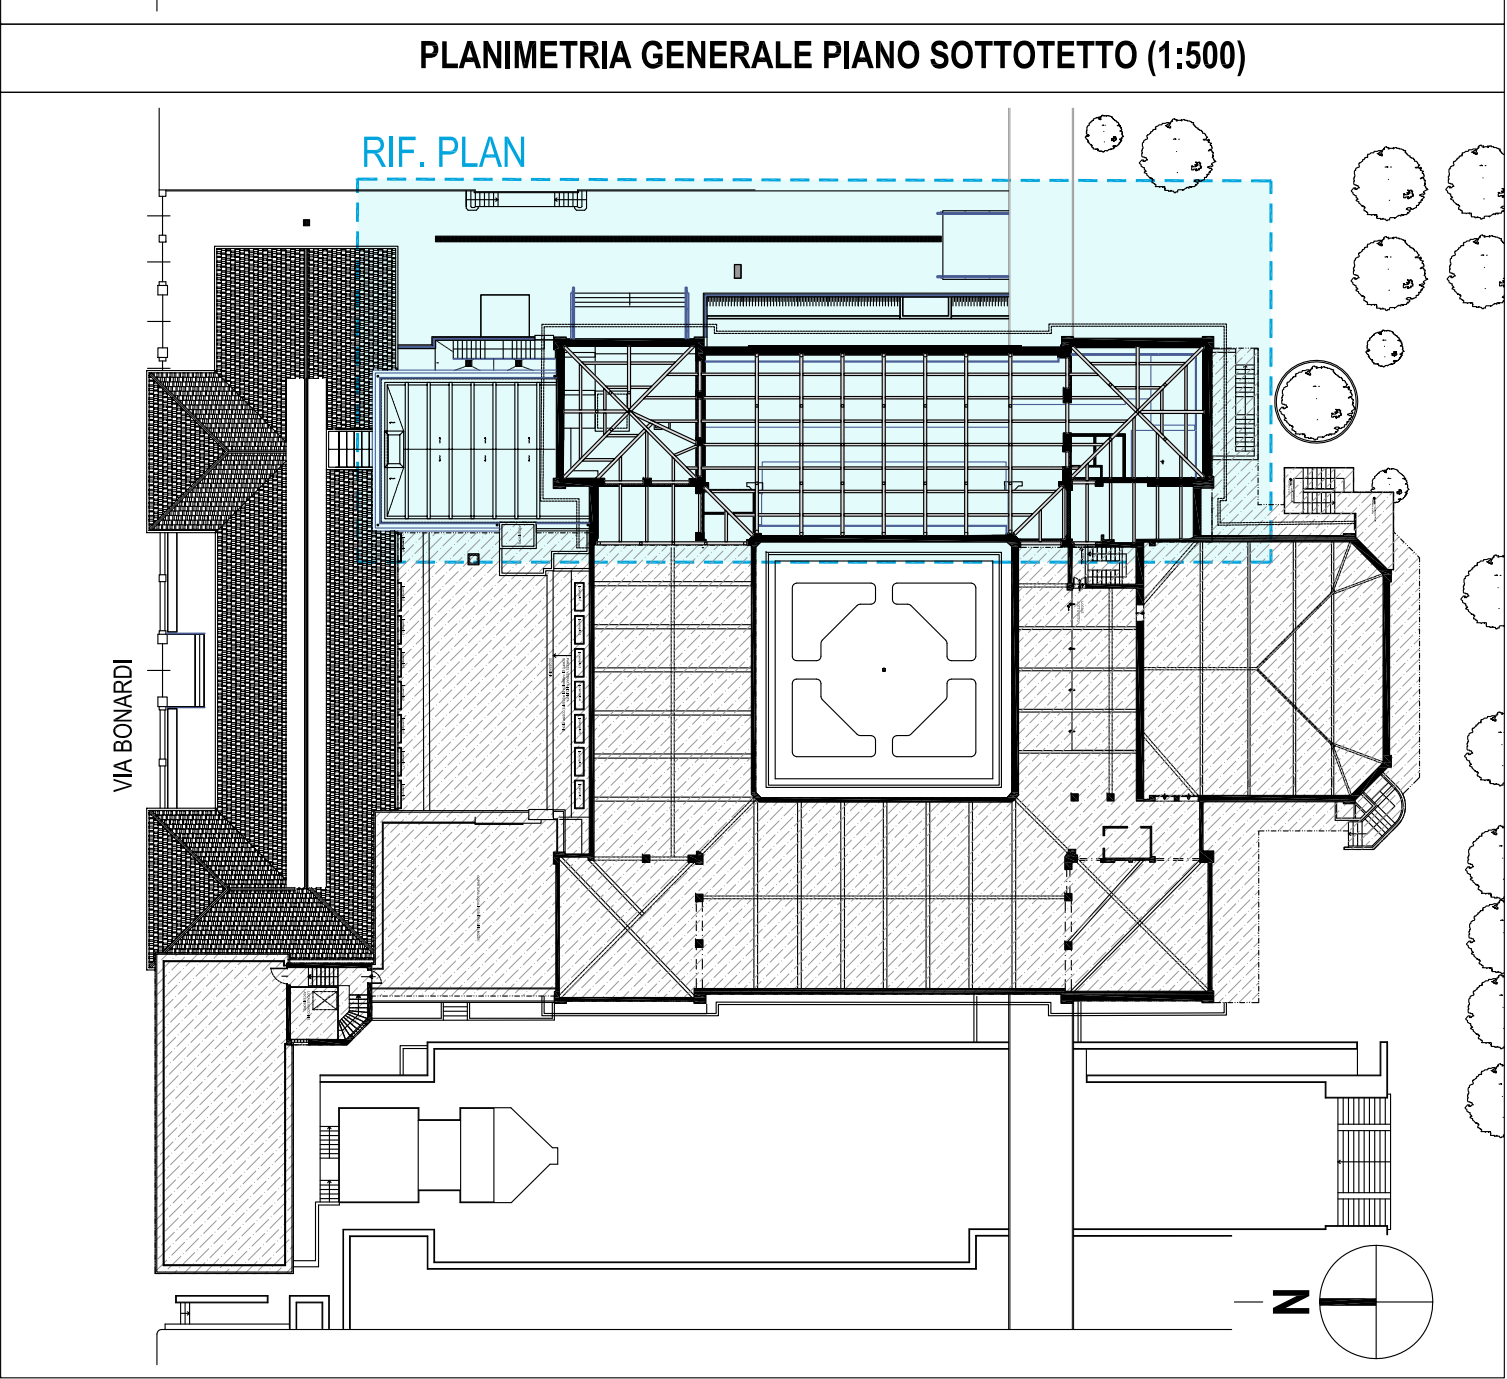 PLANIMETRIA GENERALE PIANO SOTTOTETTO (1:500)
RIF. PLAN
VIA BONARDI
N